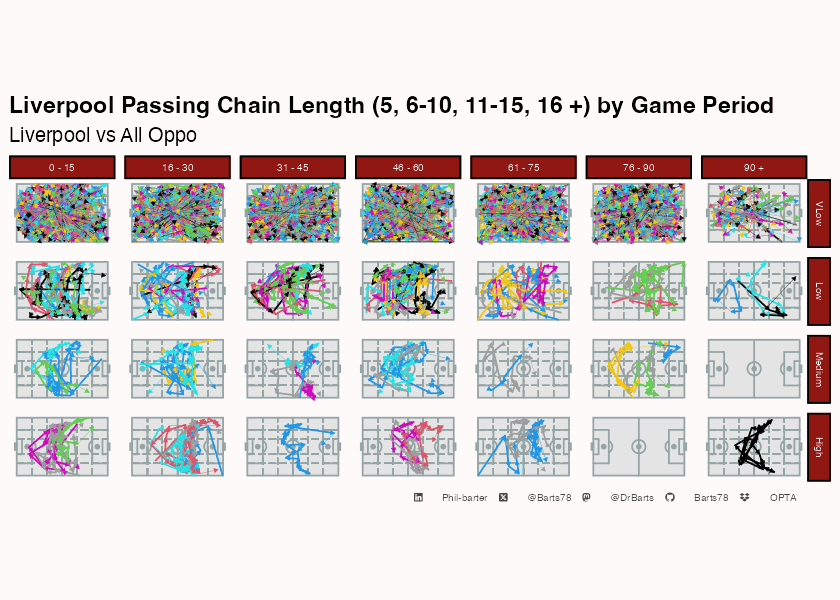 Liverpool Passing Chain Length (5, 6-10, 11-15, 16 +) by Game Period
Liverpool vs All Oppo
0 - 15
16 - 30
31 - 45
46 - 60
61 - 75
76 - 90
90 +
VLow
Low
Medium
High
Phil-barter @Barts78 @DrBarts Barts78 OPTA